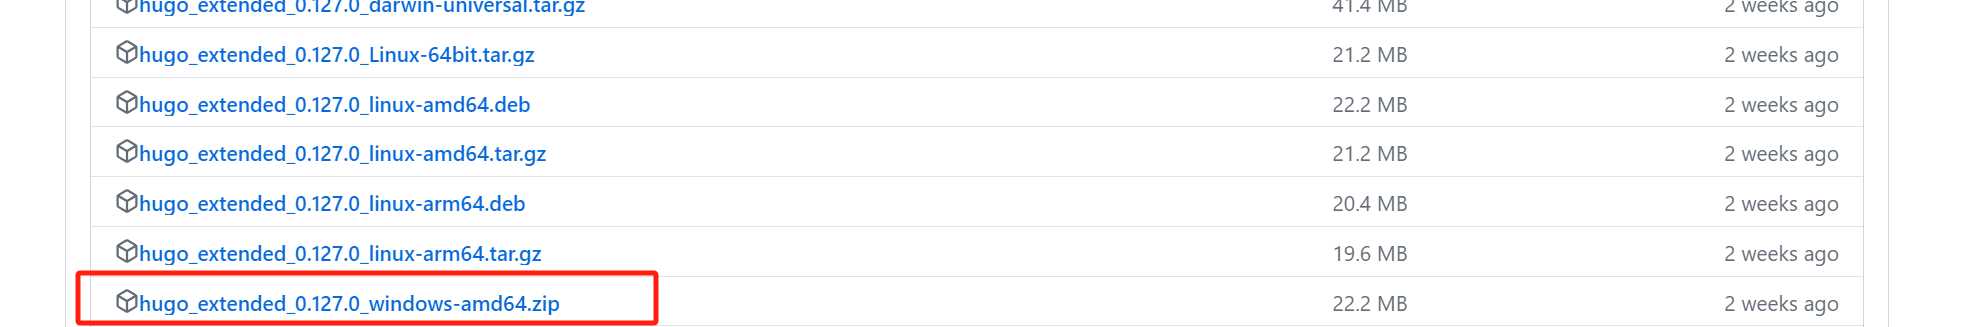 hugo_extended_0.127.0_darwin-universal.tar.gz 41.4 MB 2 weeks ago
hugo_extended_0.127.0_Linux-64bit.tar.gz 21.2 MB 2 weeks ago
hugo_extended_0.127.0_linux-amd64.deb 22.2 MB 2 weeks ago
hugo_extended_0.127.0_linux-amd64.tar.gz 21.2 MB 2 weeks ago
hugo_extended_0.127.0_linux-arm64.deb 20.4 MB 2 weeks ago
hugo_extended_0.127.0_linux-arm64.tar.gz 19.6 MB 2 weeks ago
hugo_extended_0.127.0_windows-amd64.zip 22.2 MB 2 weeks ago